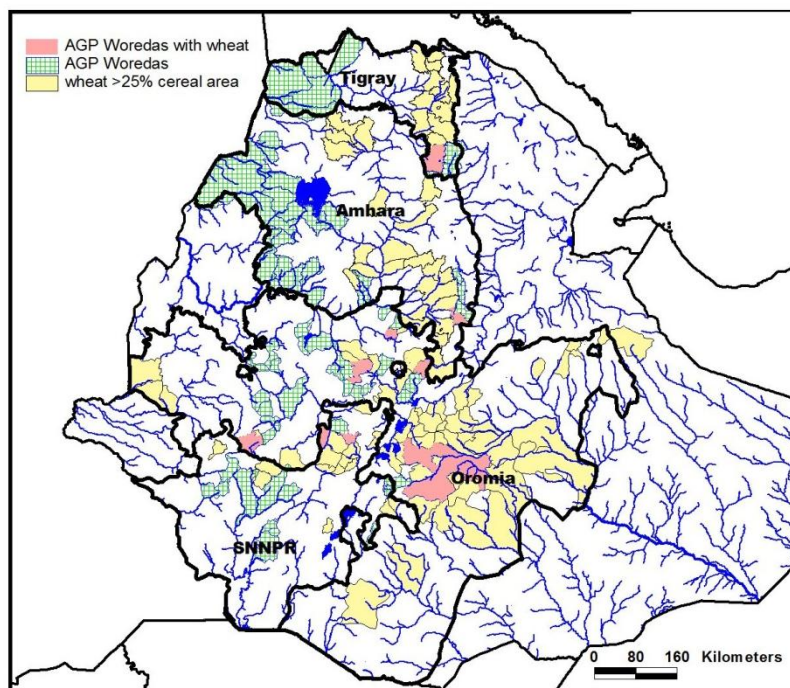 AGP Woredas with wheat
AGP Woredas
wheat >25% cereal area
Tigray
Amhara
Oromia
SNNPR
0 80 160 Kilometers